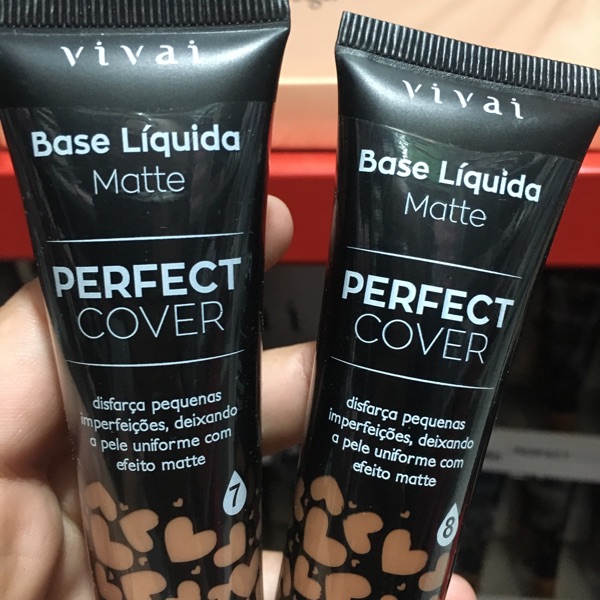 vivai
Base Líquida
Matte
PERFECT
COVER
disfarça pequenas
imperfeições, deixando
a pele uniforme com
efeito matte
7
vivai
Base Líquida
Matte
PERFECT
COVER
disfarça pequenas
imperfeições, deixando
a pele uniforme com
efeito matte
8
PERFECT